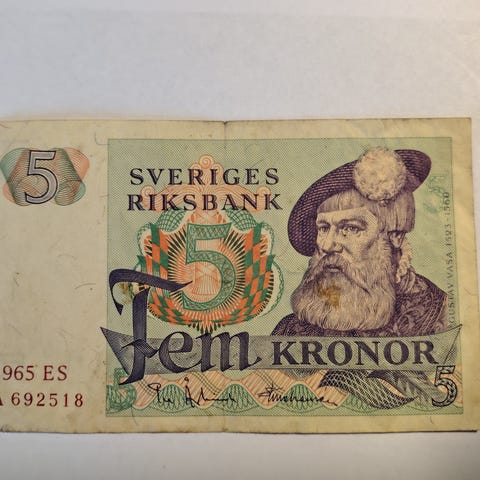 5
SVERIGES
RIKSBANK
5
GUSTAV VASA 1523-1560
Fem KRONOR
965 ES
A 692518
5